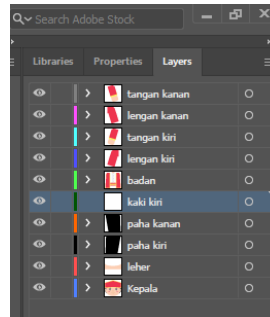 Search Adobe Stock
Libraries Properties Layers
tangan kanan
lengan kanan
tangan kiri
lengan kiri
badan
kaki kiri
paha kanan
paha kiri
leher
Kepala